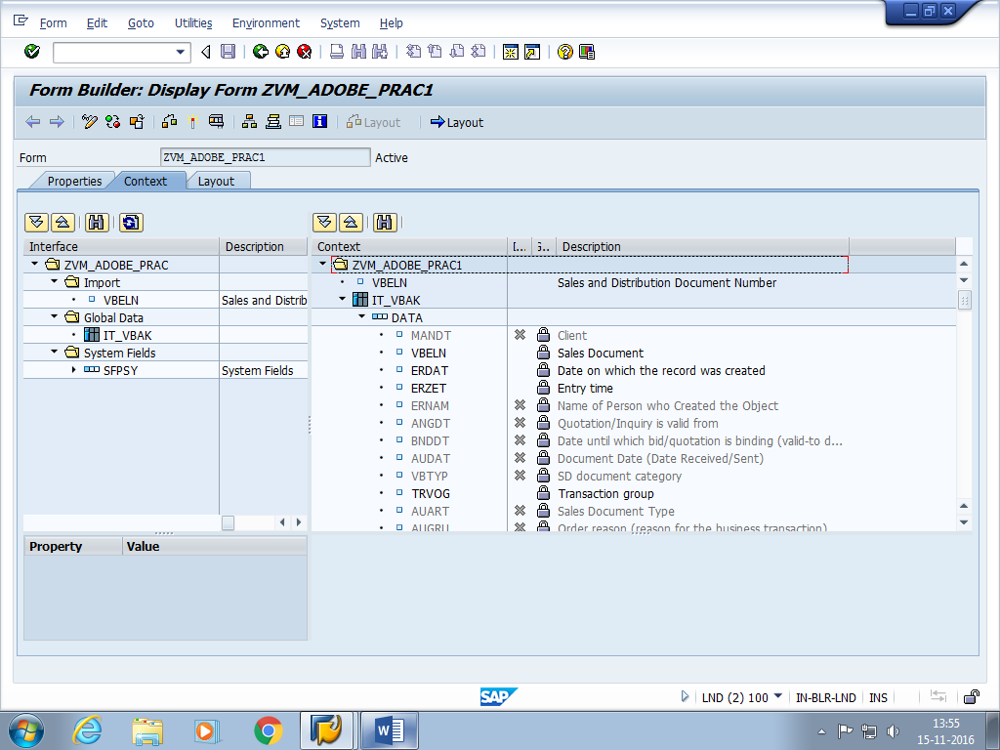 Form Edit Goto Utilities Environment System Help
Form Builder: Display Form ZVM_ADOBE_PRAC1
Layout Layout
Form ZVM_ADOBE_PRAC1 Active
Properties Context Layout
Interface Description
ZVM_ADOBE_PRAC
Import
VBELN Sales and Distrib
Global Data
IT_VBAK
System Fields
SFPSY System Fields
Property Value
Context I... S.. Description
ZVM_ADOBE_PRAC1
VBELN Sales and Distribution Document Number
IT_VBAK
DATA
MANDT Client
VBELN Sales Document
ERDAT Date on which the record was created
ERZET Entry time
ERNAM Name of Person who Created the Object
ANGDT Quotation/Inquiry is valid from
BNDDT Date until which bid/quotation is binding (valid-to d...
AUDAT Document Date (Date Received/Sent)
VBTYP SD document category
TRVOG Transaction group
AUART Sales Document Type
AUGRU Order reason (reason for the business transaction)
SAP LND (2) 100 IN-BLR-LND INS
13:55
15-11-2016